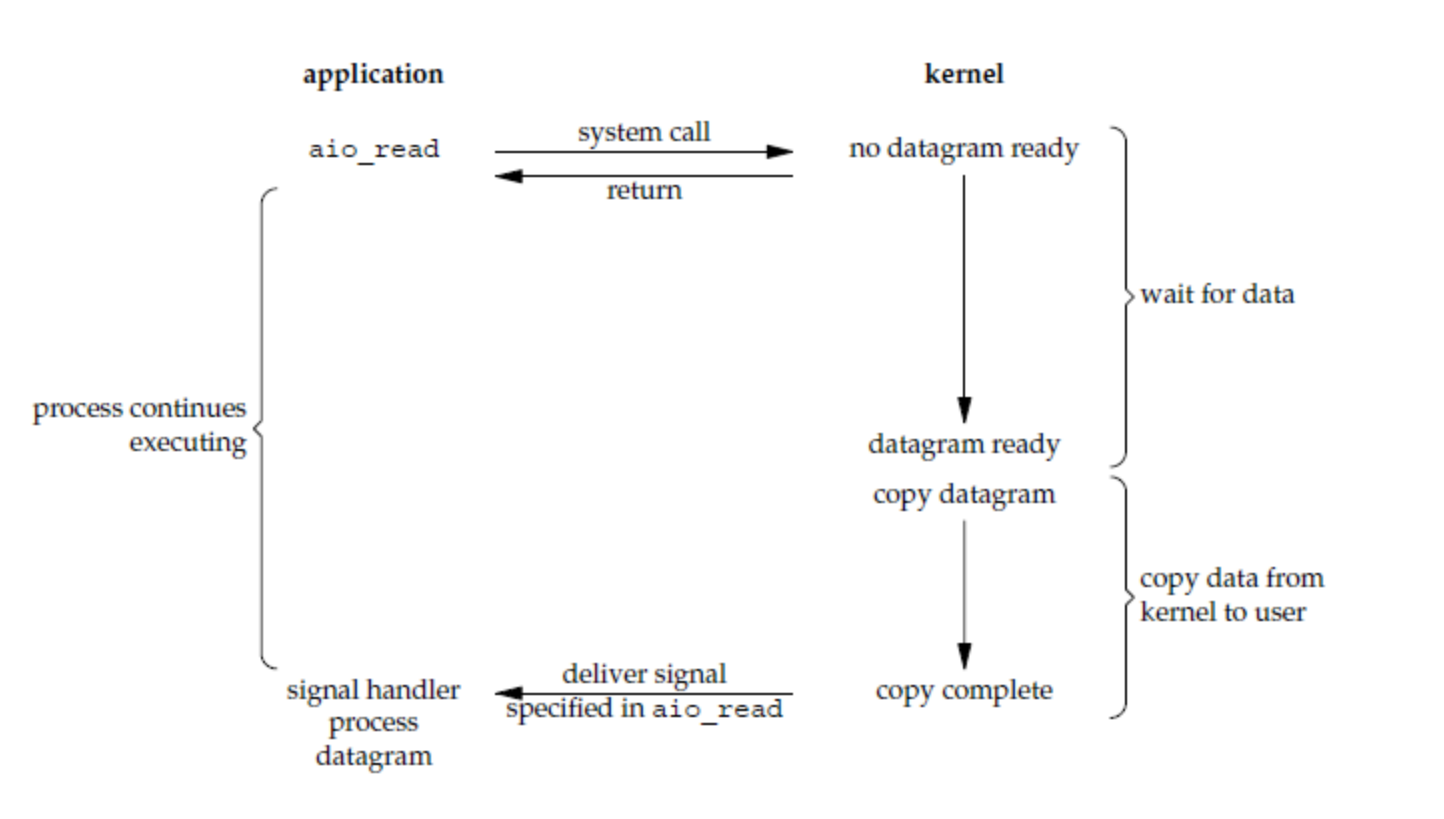 application
kernel
aio_read
system call
no datagram ready
return
wait for data
process continues
executing
datagram ready
copy datagram
copy data from
kernel to user
deliver signal
signal handler
copy complete
specified in aio_read
process
datagram